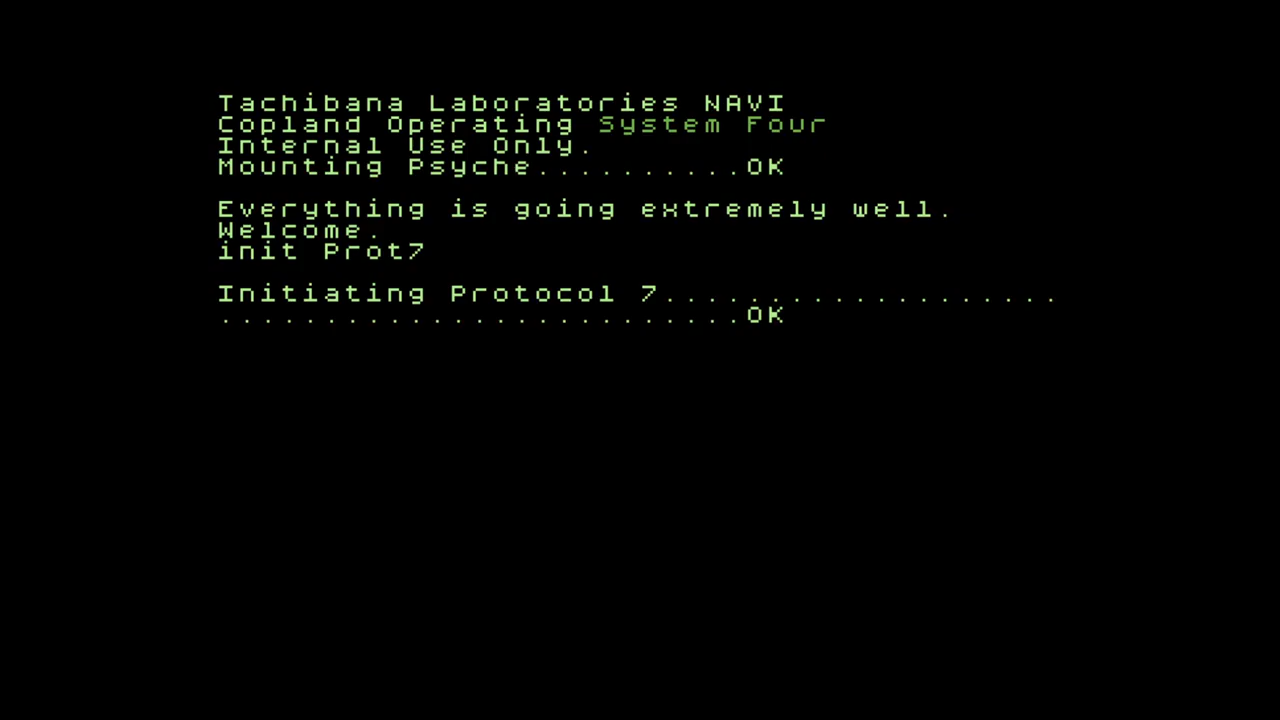 Tachibana Laboratories NAVI
Copland Operating System Four
Internal Use Only.
Mounting Psyche..........OK
Everything is going extremely well.
Welcome.
init Prot7
Initiating Protocol 7...................
.........................OK